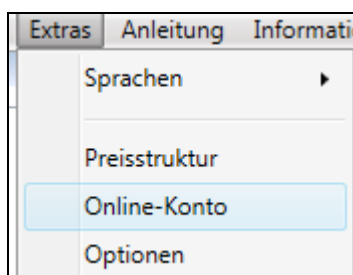 Extras Anleitung Informati
Sprachen
Preisstruktur
Online-Konto
Optionen